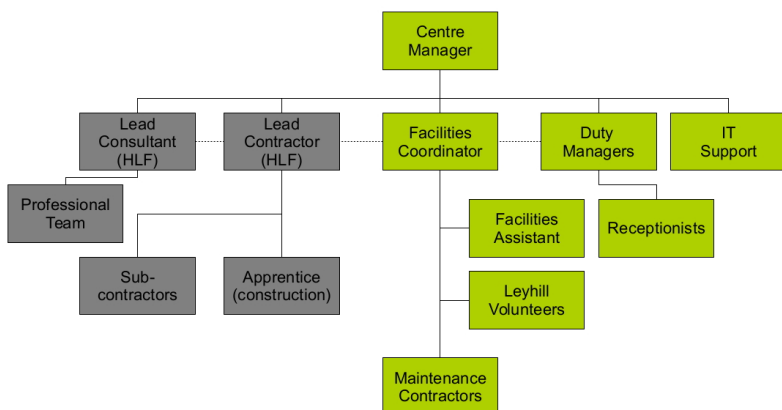 Centre
Manager
Lead
Consultant
(HLF)
Lead
Contractor
(HLF)
Facilities
Coordinator
Duty
Managers
IT
Support
Professional
Team
Facilities
Assistant
Receptionists
Sub-
contractors
Apprentice
(construction)
Leyhill
Volunteers
Maintenance
Contractors